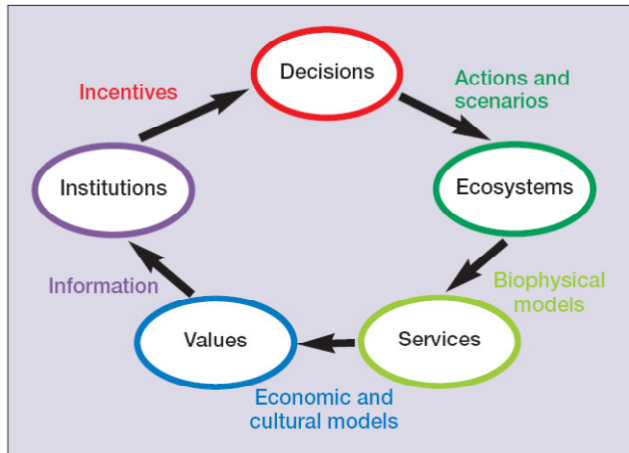 Decisions
Incentives
Actions and
scenarios
Institutions
Ecosystems
Information
Biophysical
models
Values
Services
Economic and
cultural models